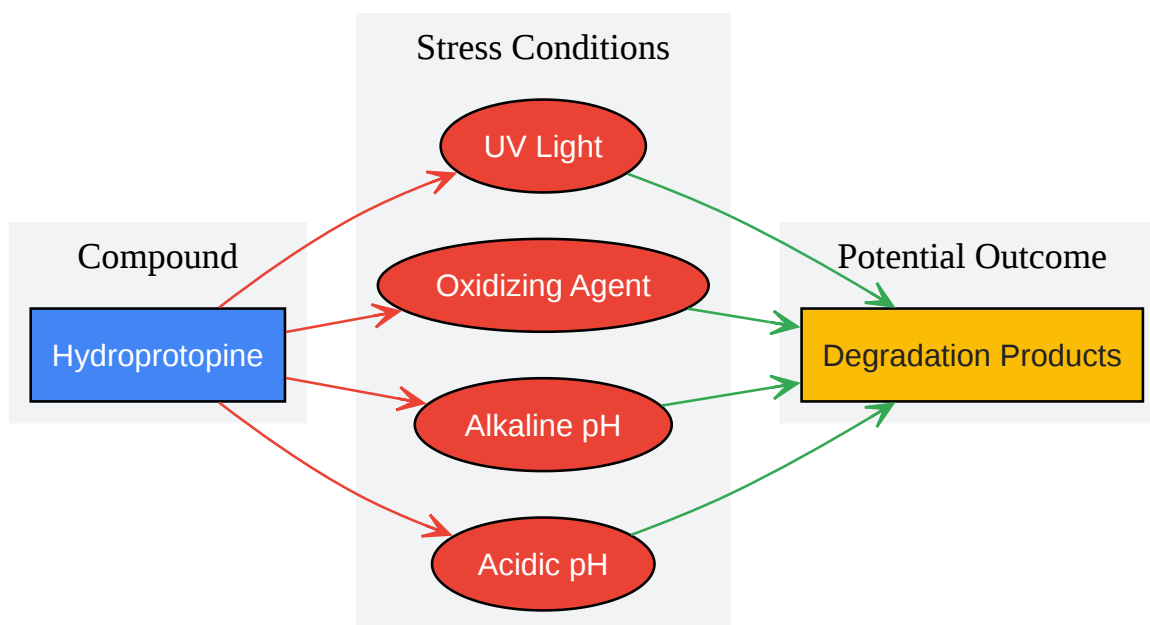 Stress Conditions
UV Light
Compound
Potential Outcome
Oxidizing Agent
Hydroprotopine
Degradation Products
Alkaline pH
Acidic pH